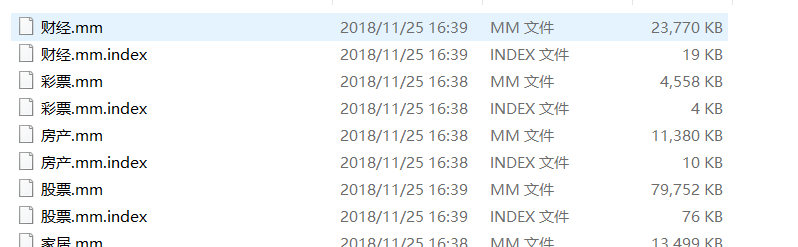 财经.mm 2018/11/25 16:39 MM 文件 23,770 KB
财经.mm.index 2018/11/25 16:39 INDEX 文件 19 KB
彩票.mm 2018/11/25 16:38 MM 文件 4,558 KB
彩票.mm.index 2018/11/25 16:38 INDEX 文件 4 KB
房产.mm 2018/11/25 16:38 MM 文件 11,380 KB
房产.mm.index 2018/11/25 16:38 INDEX 文件 10 KB
股票.mm 2018/11/25 16:39 MM 文件 79,752 KB
股票.mm.index 2018/11/25 16:39 INDEX 文件 76 KB
家居.mm 2018/11/25 16:38 MM 文件 13,499 KB